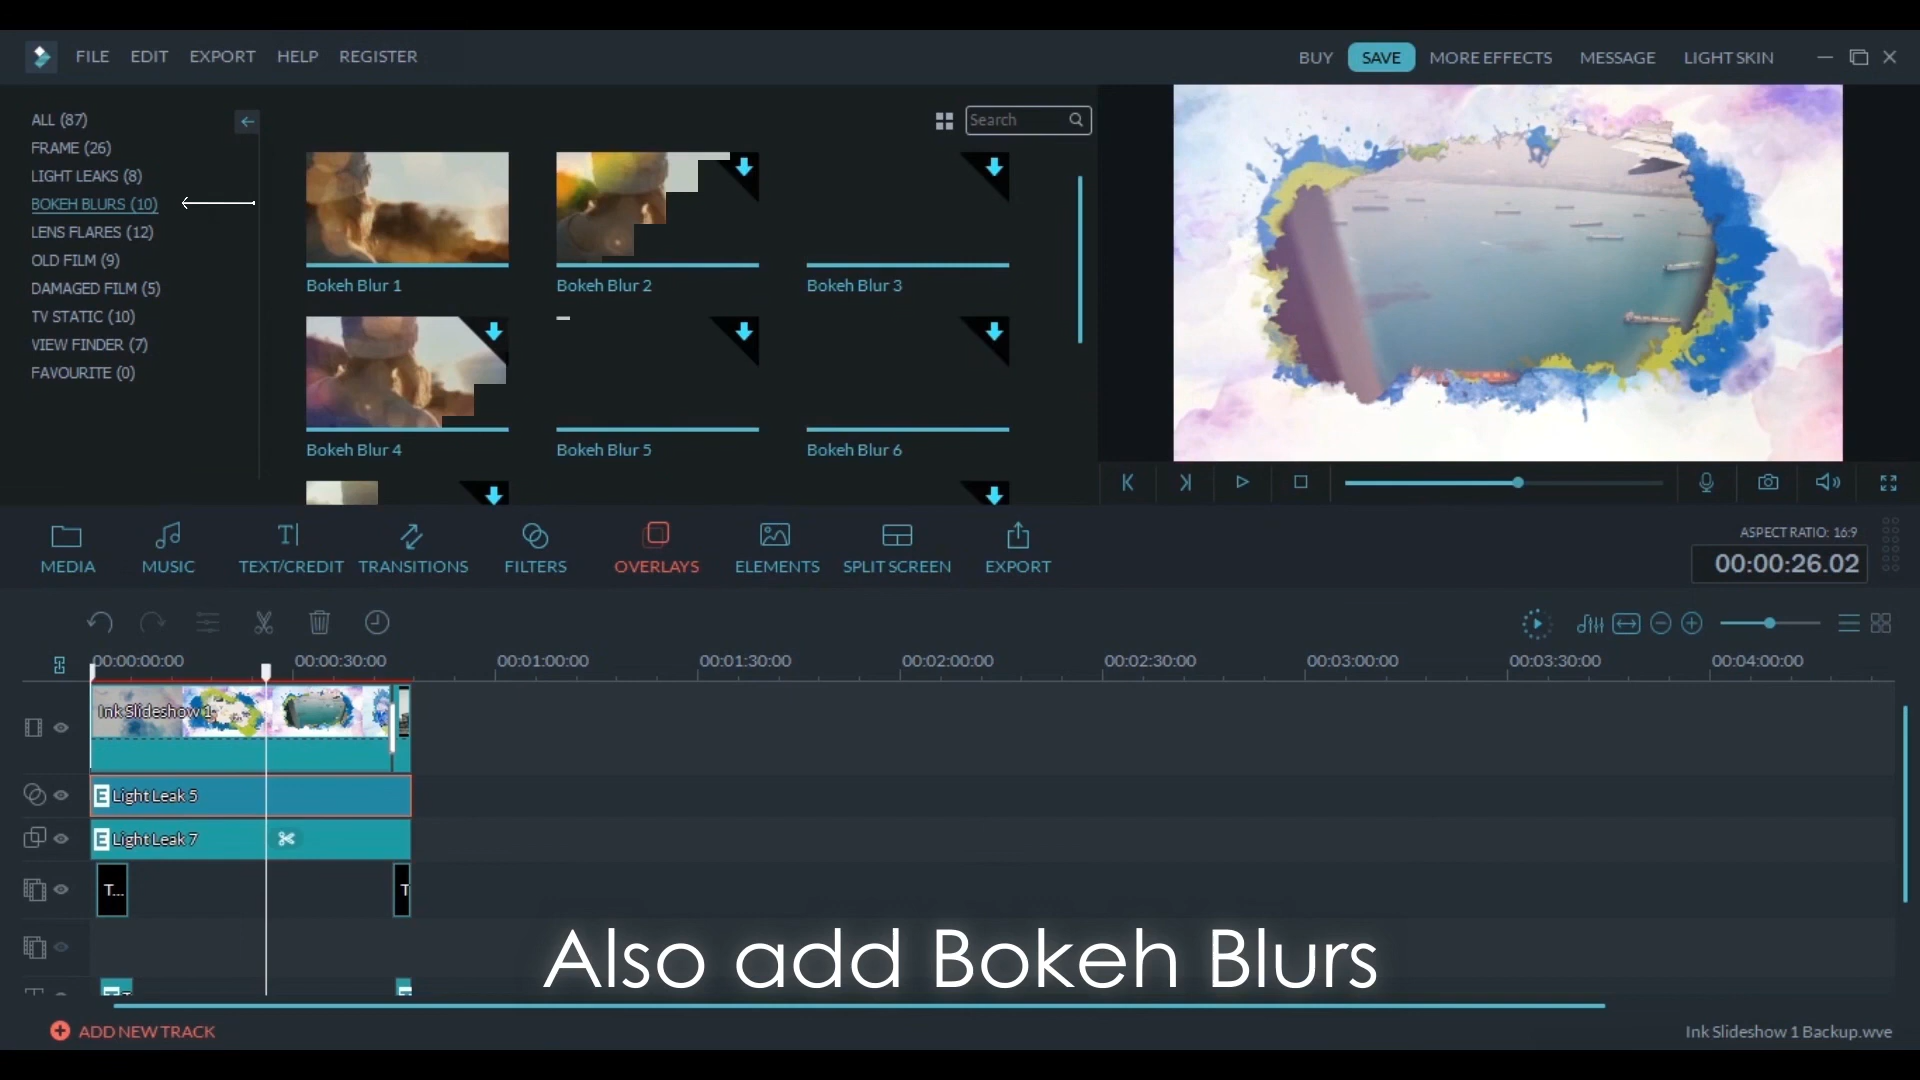 FILE EDIT EXPORT HELP REGISTER
BUY SAVE MORE EFFECTS MESSAGE LIGHT SKIN
ALL (87)
FRAME (26)
LIGHT LEAKS (8)
BOKEH BLURS (10)
LENS FLARES (12)
OLD FILM (9)
DAMAGED FILM (5)
TV STATIC (10)
VIEW FINDER (7)
FAVOURITE (0)
Search
Bokeh Blur 1 Bokeh Blur 2 Bokeh Blur 3
Bokeh Blur 4 Bokeh Blur 5 Bokeh Blur 6
MEDIA MUSIC TEXT/CREDIT TRANSITIONS FILTERS OVERLAYS ELEMENTS SPLIT SCREEN EXPORT
ASPECT RATIO: 16:9
00:00:26.02
00:00:00:00 00:00:30:00 00:01:00:00 00:01:30:00 00:02:00:00 00:02:30:00 00:03:00:00 00:03:30:00 00:04:00:00
Ink Slideshow 1
E Light Leak 5
E Light Leak 7
T... T
Also add Bokeh Blurs
ADD NEW TRACK
Ink Slideshow 1 Backup.wve